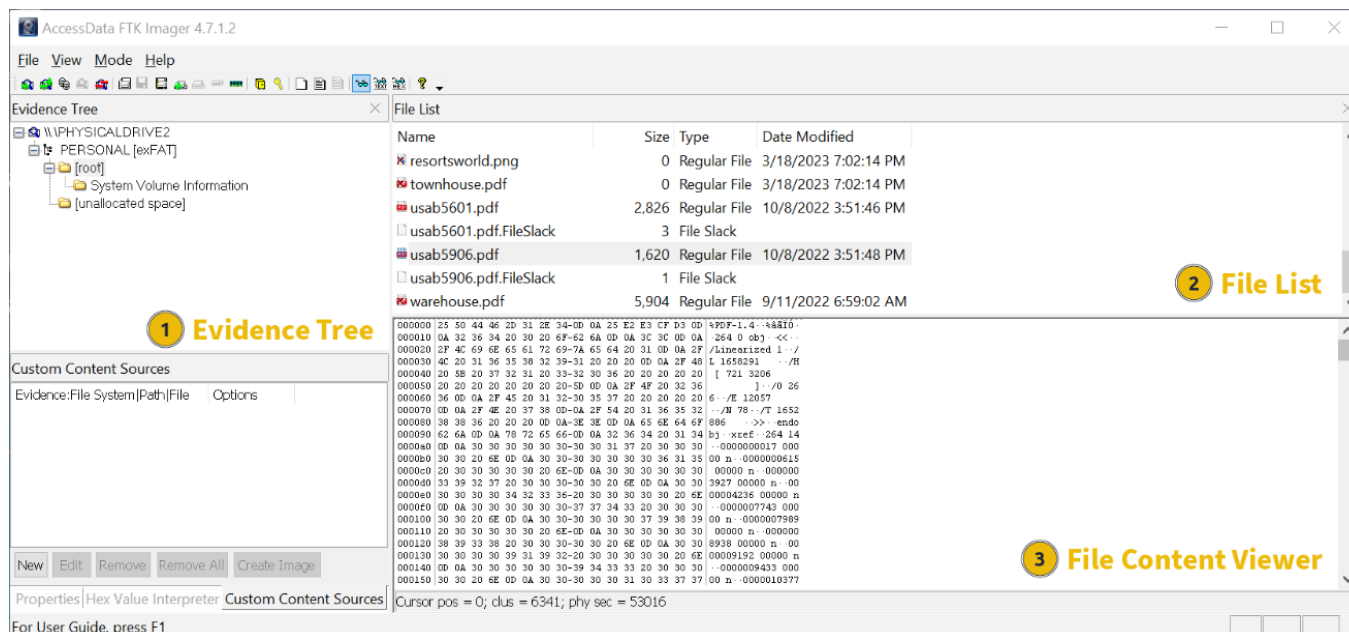 AccessData FTK Imager 4.7.1.2
File View Mode Help
Evidence Tree
\\.\PHYSICALDRIVE2
PERSONAL [exFAT]
[root]
System Volume Information
[unallocated space]
1 Evidence Tree
Custom Content Sources
Evidence:File System|Path|File Options
New Edit Remove Remove All Create Image
Properties Hex Value Interpreter Custom Content Sources
For User Guide, press F1
File List
Name Size Type Date Modified
resortsworld.png 0 Regular File 3/18/2023 7:02:14 PM
townhouse.pdf 0 Regular File 3/18/2023 7:02:14 PM
usab5601.pdf 2,826 Regular File 10/8/2022 3:51:46 PM
usab5601.pdf.FileSlack 3 File Slack
usab5906.pdf 1,620 Regular File 10/8/2022 3:51:48 PM
usab5906.pdf.FileSlack 1 File Slack
warehouse.pdf 5,904 Regular File 9/11/2022 6:59:02 AM
2 File List
000000 25 50 44 46 2D 31 2E 34-0D 0A 25 E2 E3 CF D3 0D %PDF-1.4··%âãÏÓ·
000010 0A 32 36 34 20 30 20 6F-62 6A 0D 0A 3C 3C 0D 0A ·264 0 obj··<<··
000020 2F 4C 69 6E 65 61 72 69-7A 65 64 20 31 0D 0A 2F /Linearized 1··/
000030 4C 20 31 36 35 38 32 39-31 20 20 20 0D 0A 2F 48 L 1658291   ··/H
000040 20 5B 20 37 32 31 20 33-32 30 36 20 20 20 20 20  [ 721 3206
000050 20 20 20 20 20 20 20 20-5D 0D 0A 2F 4F 20 32 36         ]··/O 26
000060 36 0D 0A 2F 45 20 31 32-30 35 37 20 20 20 20 20 6··/E 12057
000070 0D 0A 2F 4E 20 37 38 0D-0A 2F 54 20 31 36 35 32 ··/N 78··/T 1652
000080 38 38 36 20 20 20 0D 0A-3E 3E 0D 0A 65 6E 64 6F 886   ··>>··endo
000090 62 6A 0D 0A 78 72 65 66-0D 0A 32 36 34 20 31 34 bj··xref··264 14
0000a0 0D 0A 30 30 30 30 30 30-30 30 31 37 20 30 30 30 ··0000000017 000
0000b0 30 30 20 6E 0D 0A 30 30-30 30 30 30 30 36 31 35 00 n··0000000615
0000c0 20 30 30 30 30 30 20 6E-0D 0A 30 30 30 30 30 30  00000 n··000000
0000d0 33 39 32 37 20 30 30 30-30 30 20 6E 0D 0A 30 30 3927 00000 n··00
0000e0 30 30 30 30 34 32 33 36-20 30 30 30 30 30 20 6E 00004236 00000 n
0000f0 0D 0A 30 30 30 30 30 30-37 37 34 33 20 30 30 30 ··0000007743 000
000100 30 30 20 6E 0D 0A 30 30-30 30 30 30 37 39 38 39 00 n··0000007989
000110 20 30 30 30 30 30 20 6E-0D 0A 30 30 30 30 30 30  00000 n··000000
000120 38 39 33 38 20 30 30 30-30 30 20 6E 0D 0A 30 30 8938 00000 n··00
000130 30 30 30 30 39 31 39 32-20 30 30 30 30 30 20 6E 00009192 00000 n
000140 0D 0A 30 30 30 30 30 30-39 34 33 33 20 30 30 30 ··0000009433 000
000150 30 30 20 6E 0D 0A 30 30-30 30 30 31 30 33 37 37 00 n··0000010377
3 File Content Viewer
Cursor pos = 0; clus = 6341; phy sec = 53016